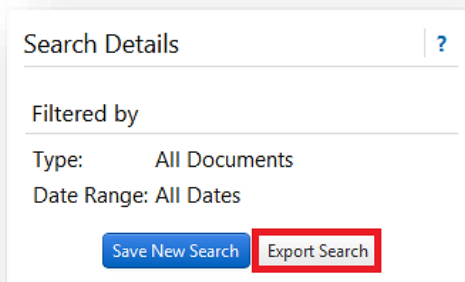 Search Details ?
Filtered by
Type: All Documents
Date Range: All Dates
Save New Search Export Search